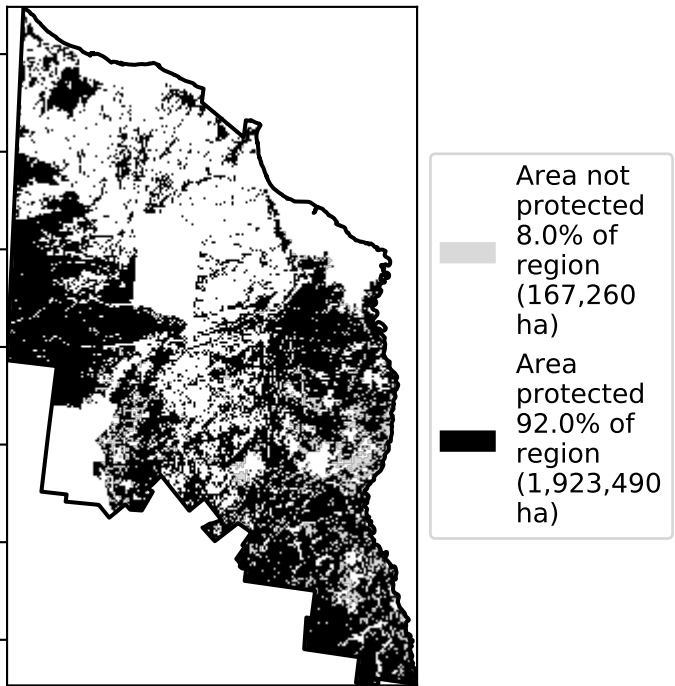 Area not
protected
8.0% of
region
(167,260
ha)
Area
protected
92.0% of
region
(1,923,490
ha)